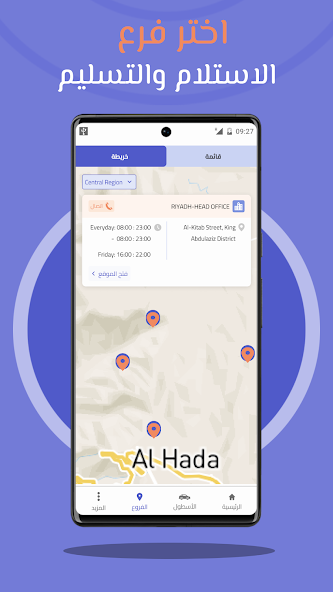 اختر فرع
الاستلام والتسليم
09:27
قائمة
خريطة
Central Region
RIYADH-HEAD OFFICE
اتصال
Al-Kitab Street, King
Abdulaziz District
Everyday: 08:00 : 23:00
- 08:00 : 23:00
Friday: 16:00 : 22:00
فتح الموقع
Al Hada
الرئيسية
الأسطول
الفروع
المزيد